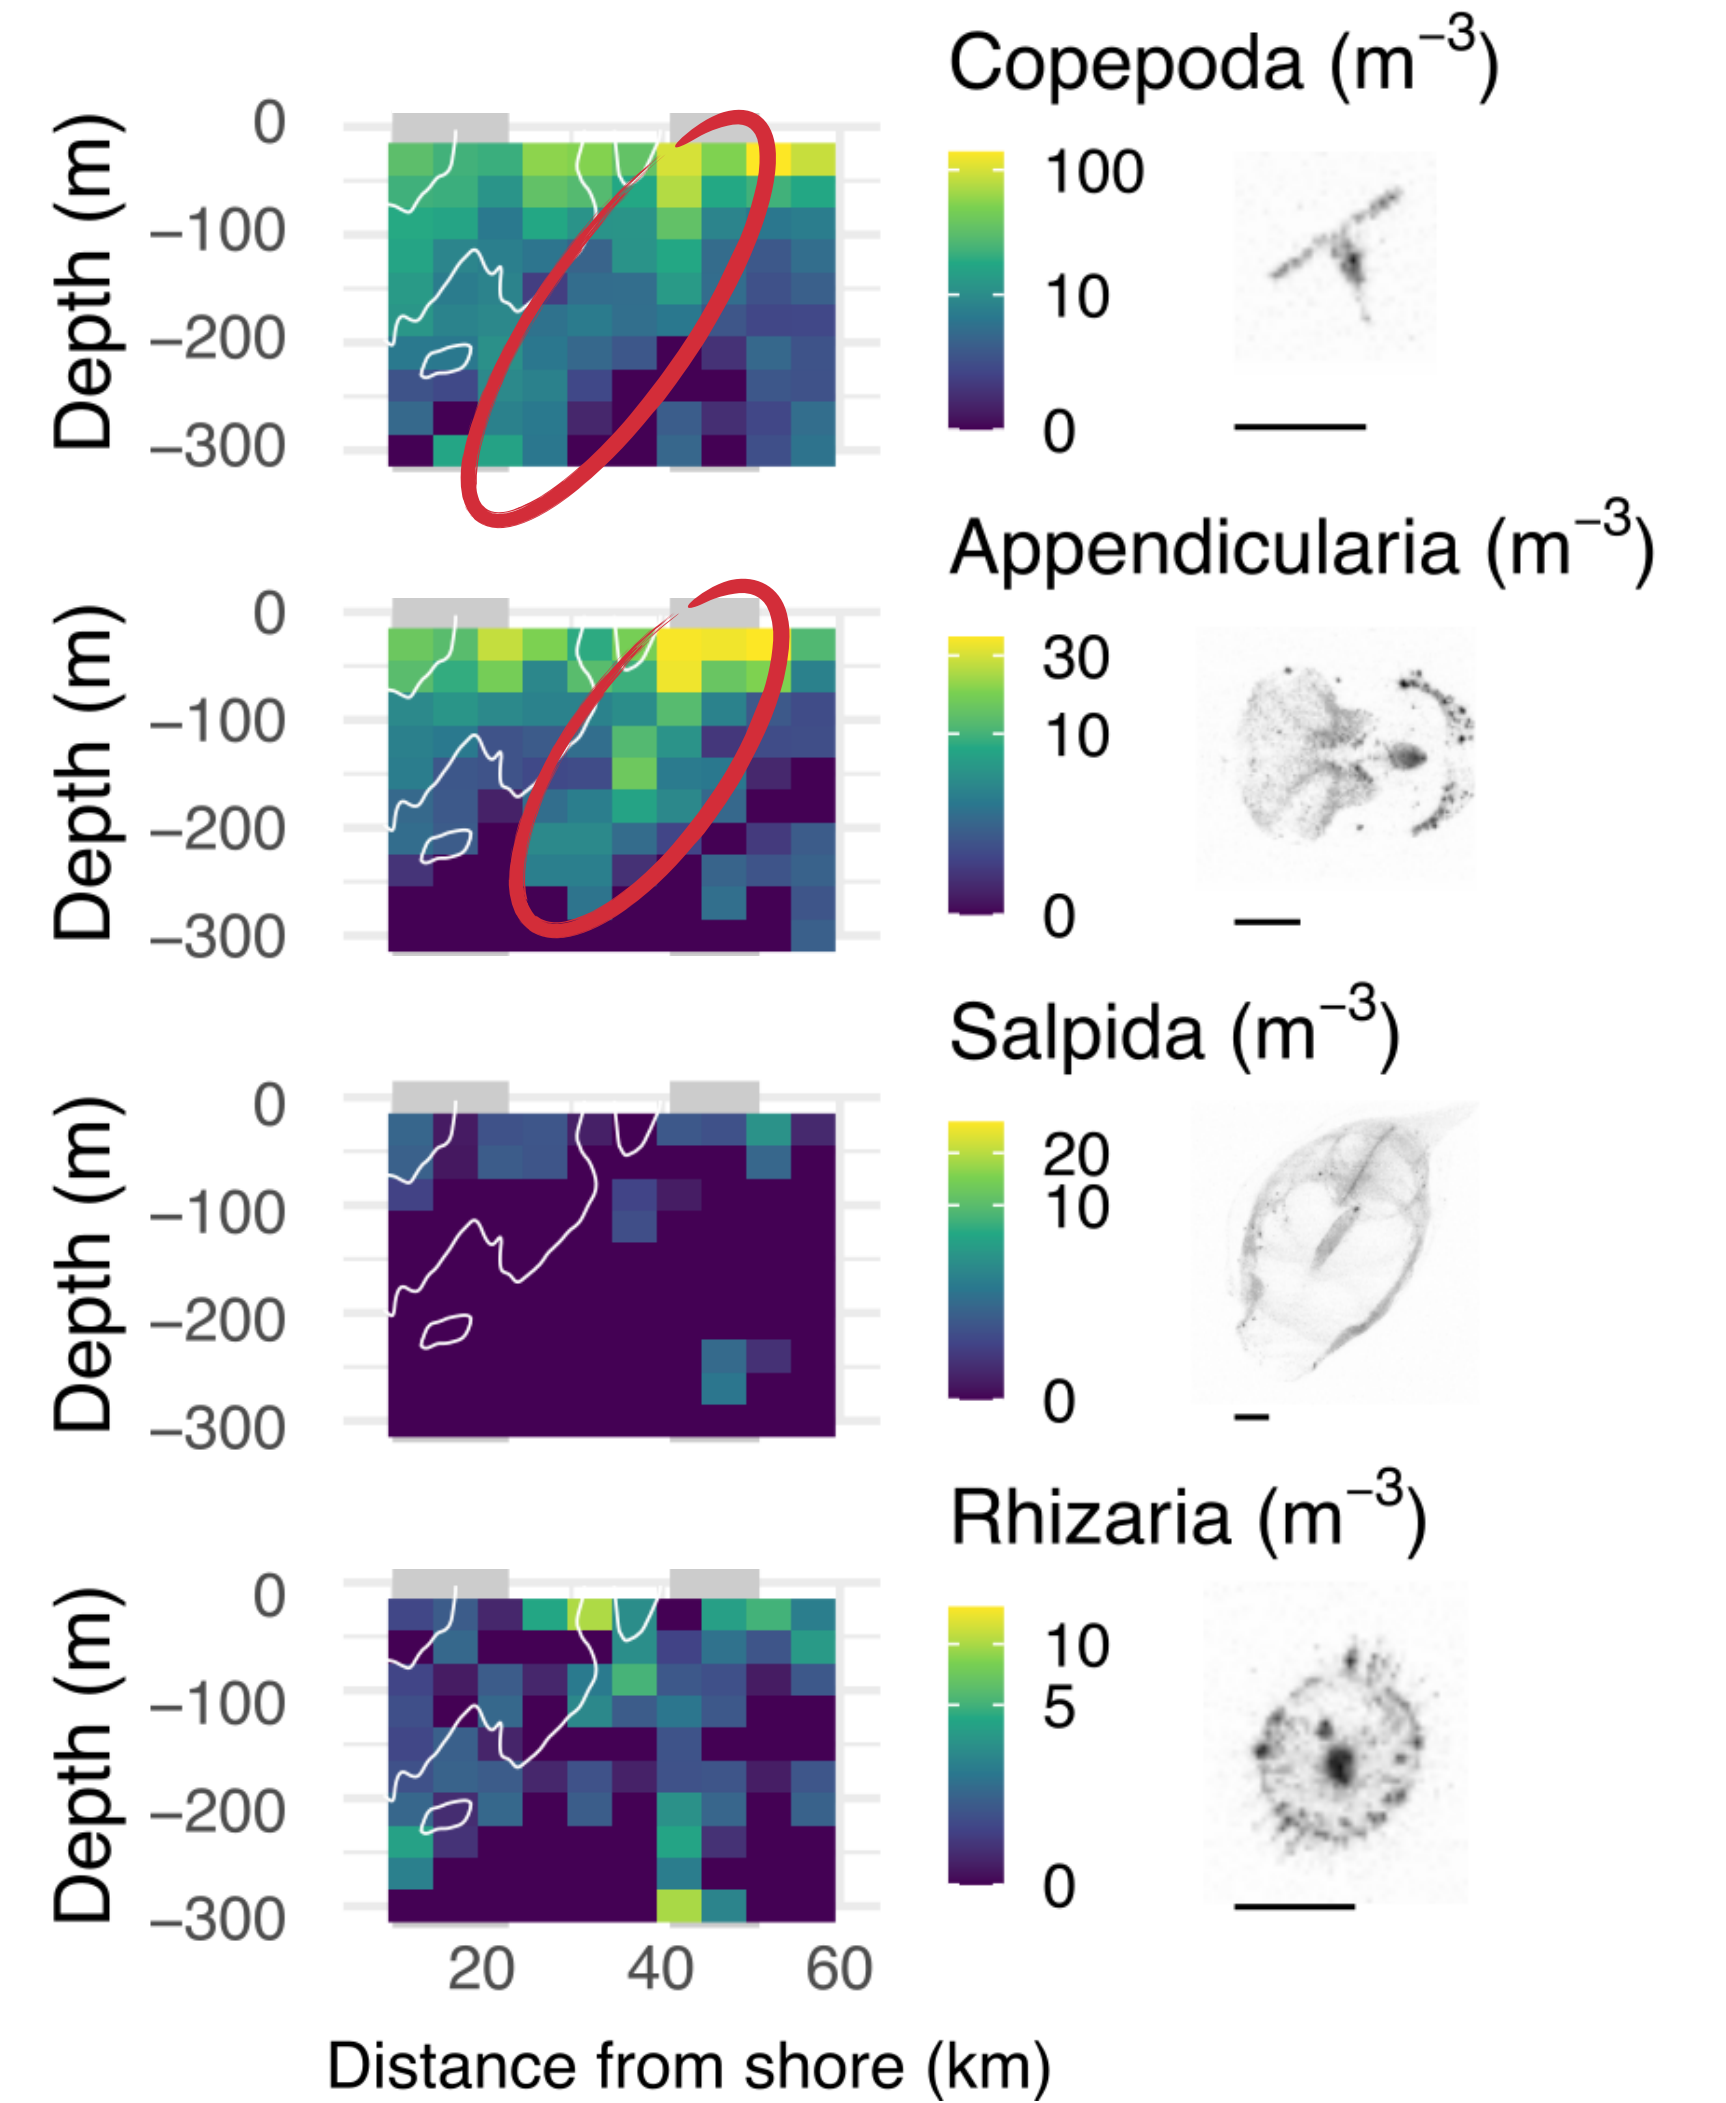 Copepoda (m⁻³)
Depth (m)
0
−100
−200
−300
100
10
0
Appendicularia (m⁻³)
Depth (m)
0
−100
−200
−300
30
10
0
Salpida (m⁻³)
Depth (m)
0
−100
−200
−300
20
10
0
Rhizaria (m⁻³)
Depth (m)
0
−100
−200
−300
10
5
0
20 40 60
Distance from shore (km)